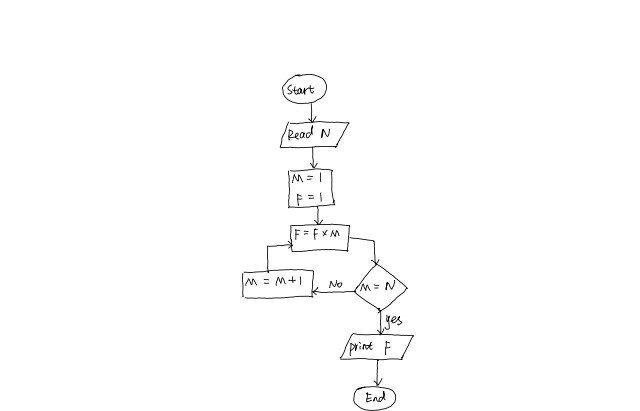 Start
Read N
M = 1
F = 1
F = F × M
M = M + 1
No
M = N
yes
print F
End